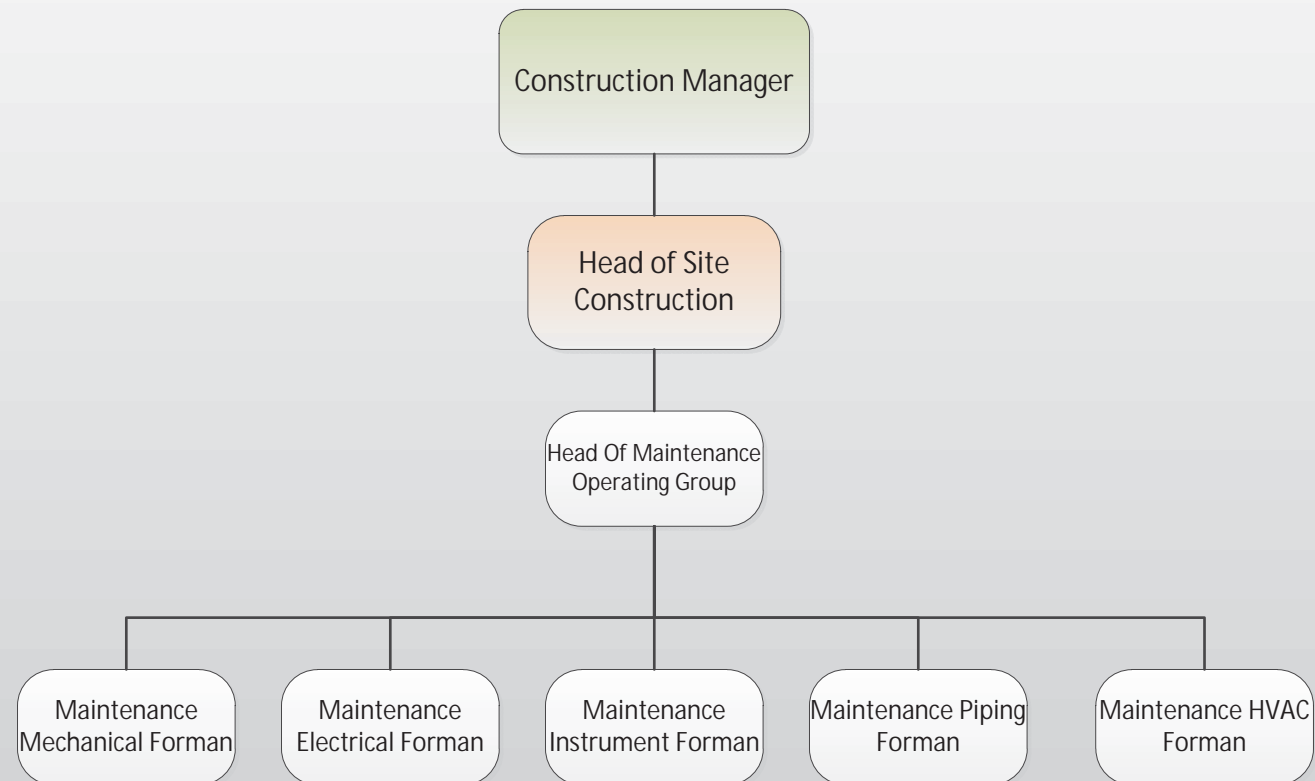 Construction Manager
Head of Site
Construction
Head Of Maintenance
Operating Group
Maintenance
Mechanical Forman
Maintenance
Electrical Forman
Maintenance
Instrument Forman
Maintenance Piping
Forman
Maintenance HVAC
Forman